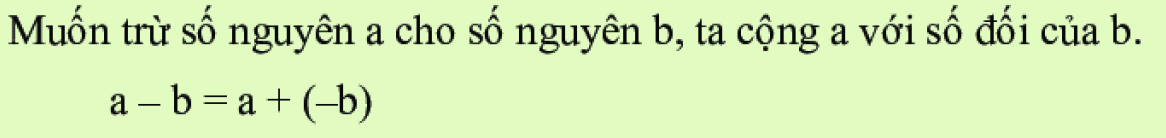 Muốn trừ số nguyên a cho số nguyên b, ta cộng a với số đối của b.
a – b = a + (–b)